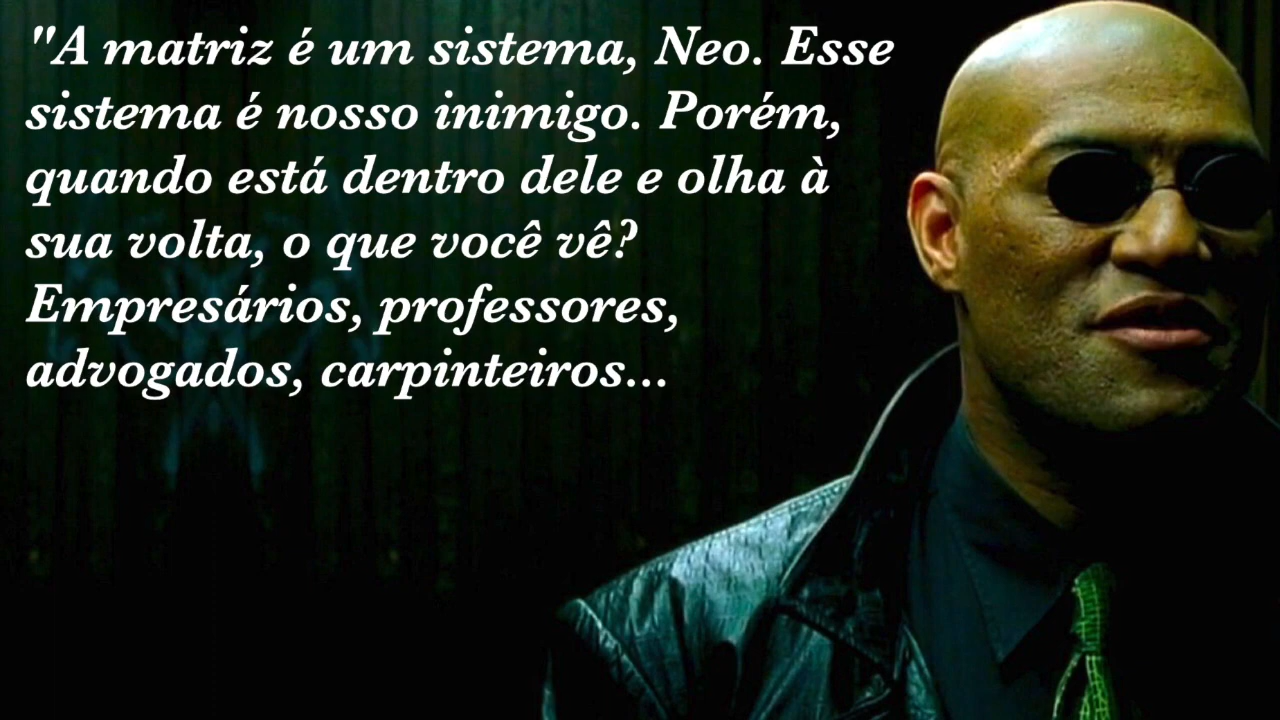 "A matriz é um sistema, Neo. Esse
sistema é nosso inimigo. Porém,
quando está dentro dele e olha à
sua volta, o que você vê?
Empresários, professores,
advogados, carpinteiros...